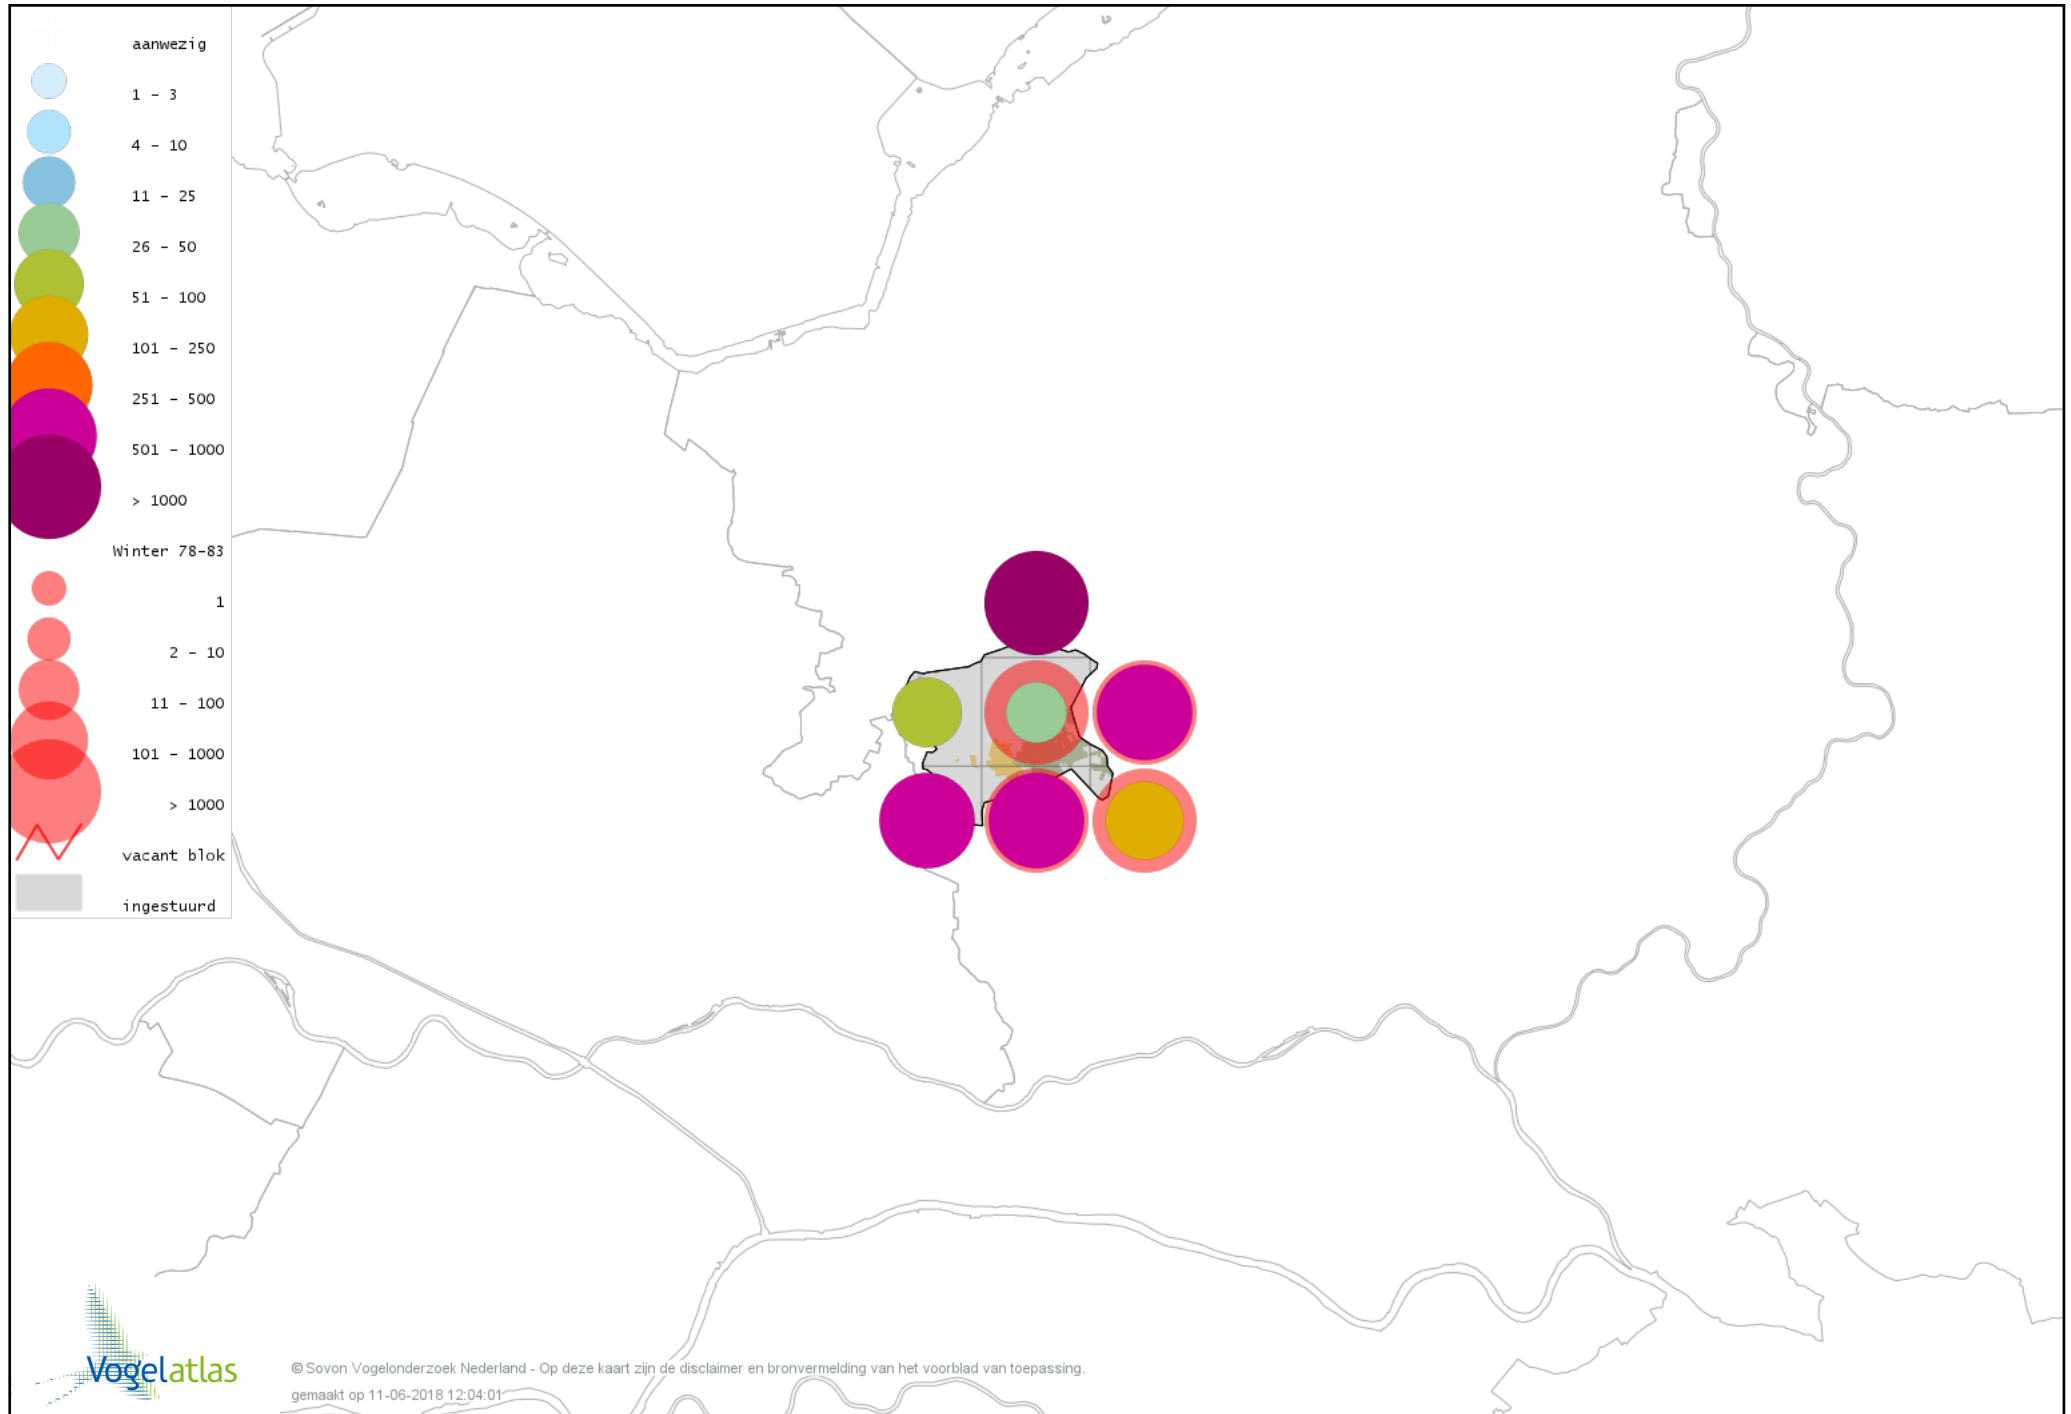 aanwezig
1 - 3
4 - 10
11 - 25
26 - 50
51 - 100
101 - 250
251 - 500
501 - 1000
> 1000
Winter 78-83
1
2 - 10
11 - 100
101 - 1000
> 1000
vacant blok
ingestuurd
Vogelatlas
© Sovon Vogelonderzoek Nederland - Op deze kaart zijn de disclaimer en bronvermelding van het voorblad van toepassing.
gemaakt op 11-06-2018 12:04:01